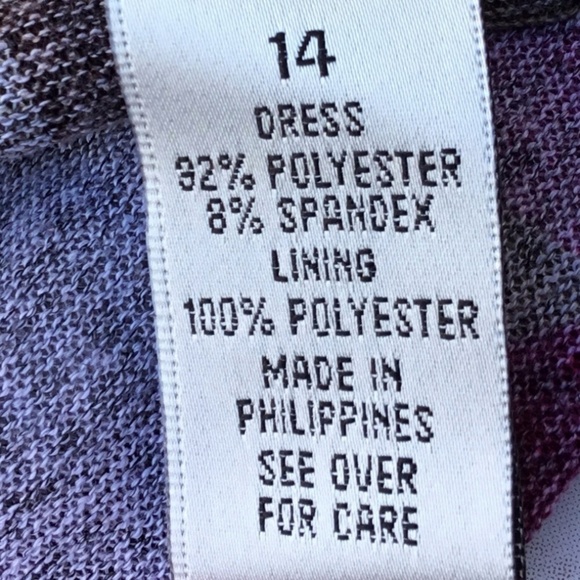 14
DRESS
92% POLYESTER
8% SPANDEX
LINING
100% POLYESTER
MADE IN
PHILIPPINES
SEE OVER
FOR CARE